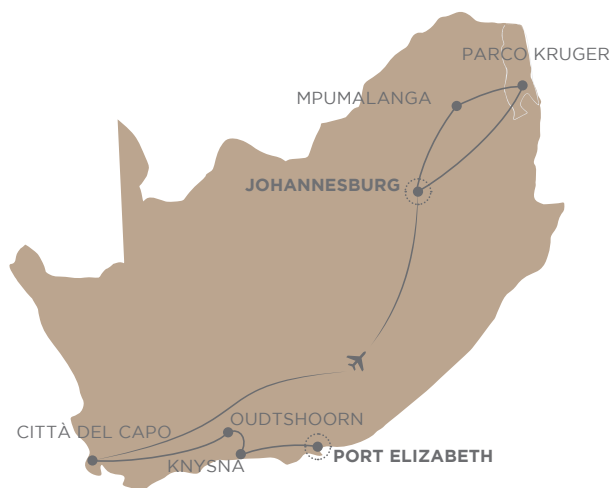 PARCO KRUGER
MPUMALANGA
JOHANNESBURG
OUDTSHOORN
CITTÀ DEL CAPO
PORT ELIZABETH
KNYSNA